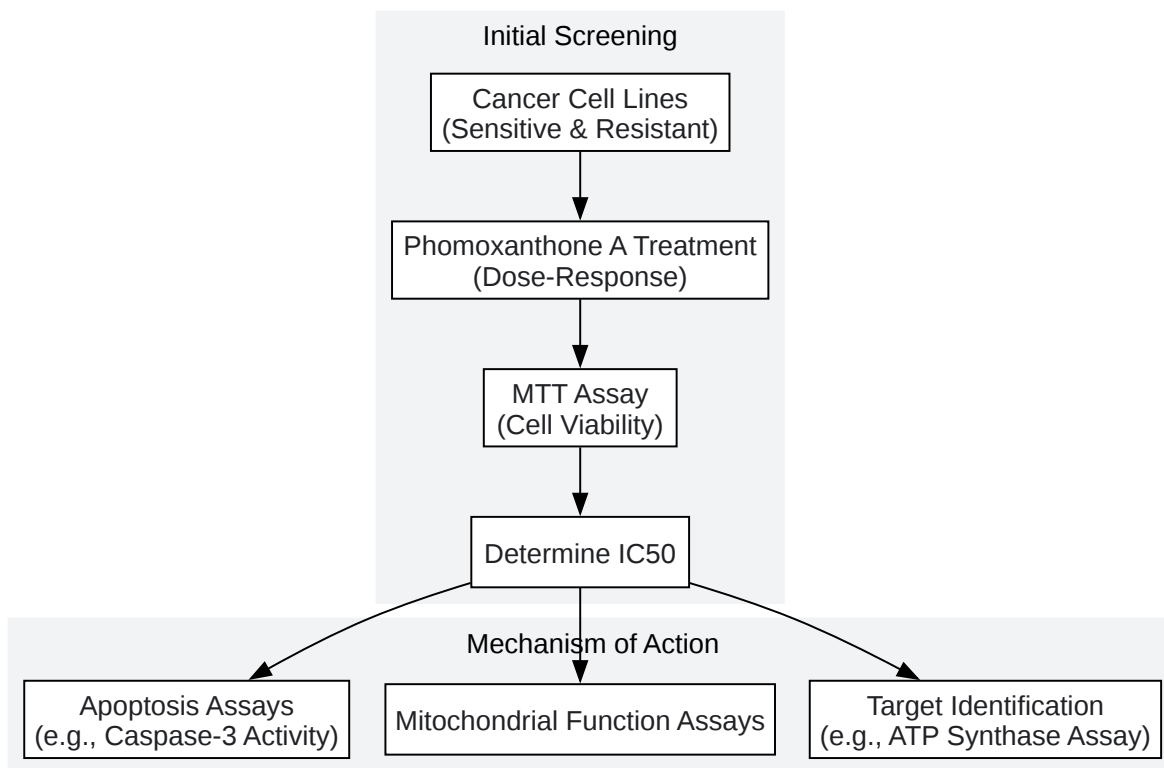 Initial Screening
Cancer Cell Lines
(Sensitive & Resistant)
Phomoxanthone A Treatment
(Dose-Response)
MTT Assay
(Cell Viability)
Determine IC50
Mechanism of Action
Apoptosis Assays
(e.g., Caspase-3 Activity)
Mitochondrial Function Assays
Target Identification
(e.g., ATP Synthase Assay)